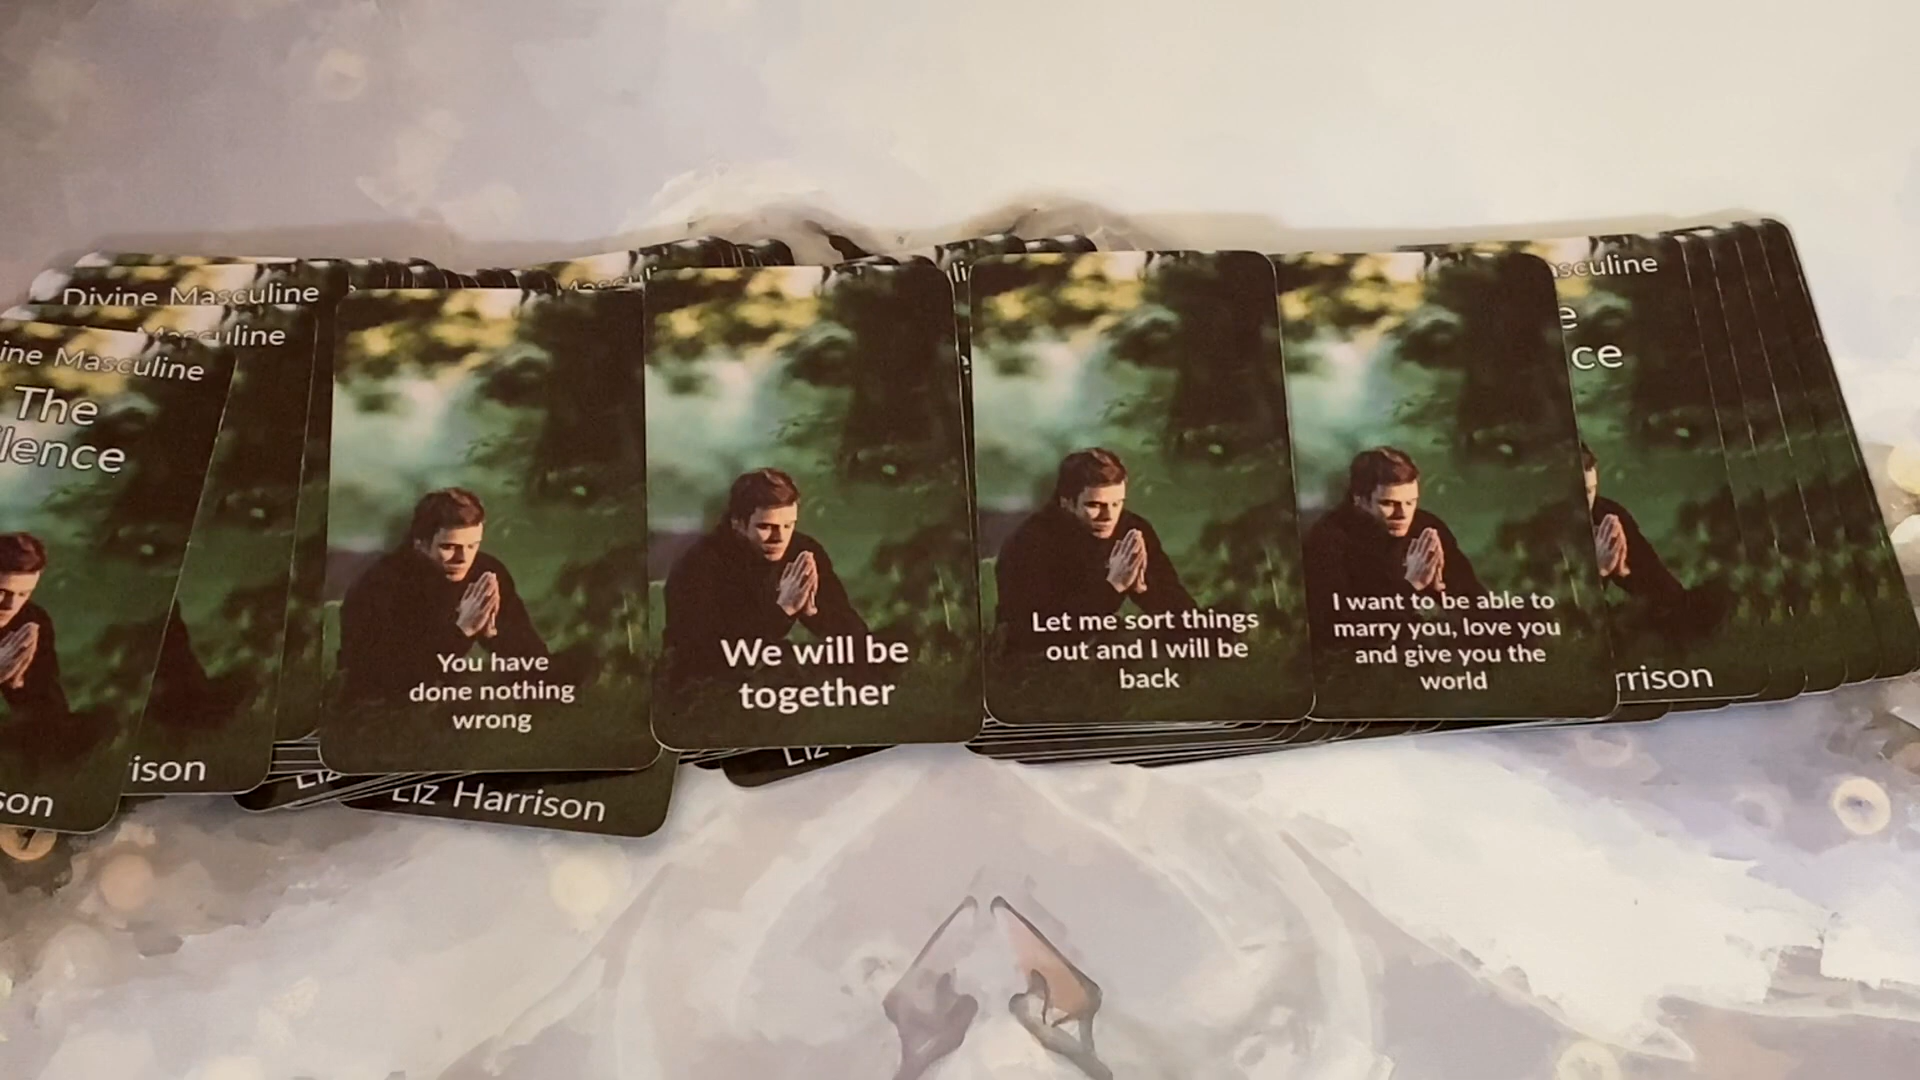 Divine Masculine
Masculine
ine Masculine
The
lence
ison
son
Liz Harrison
You have
done nothing
wrong
We will be
together
Let me sort things
out and I will be
back
I want to be able to
marry you, love you
and give you the
world
sculine
e
ce
rrison